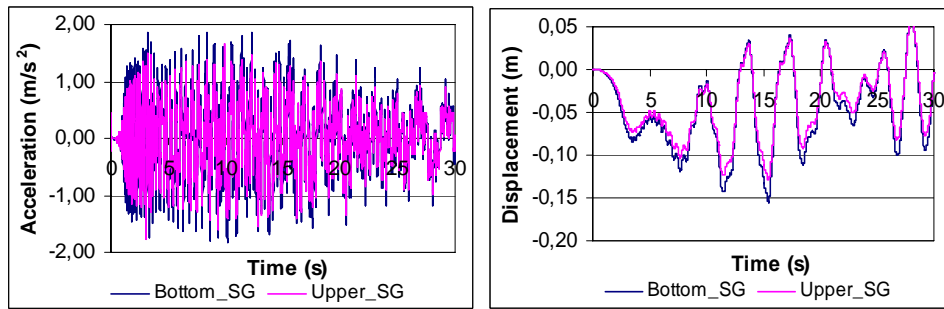 2,00
1,00
0,00
-1,00
-2,00
Acceleration (m/s²)
0 5 10 15 20 25 30
Time (s)
Bottom_SG Upper_SG
0,05
0,00
-0,05
-0,10
-0,15
-0,20
Displacement (m)
0 5 10 15 20 25 30
Time (s)
Bottom_SG Upper_SG